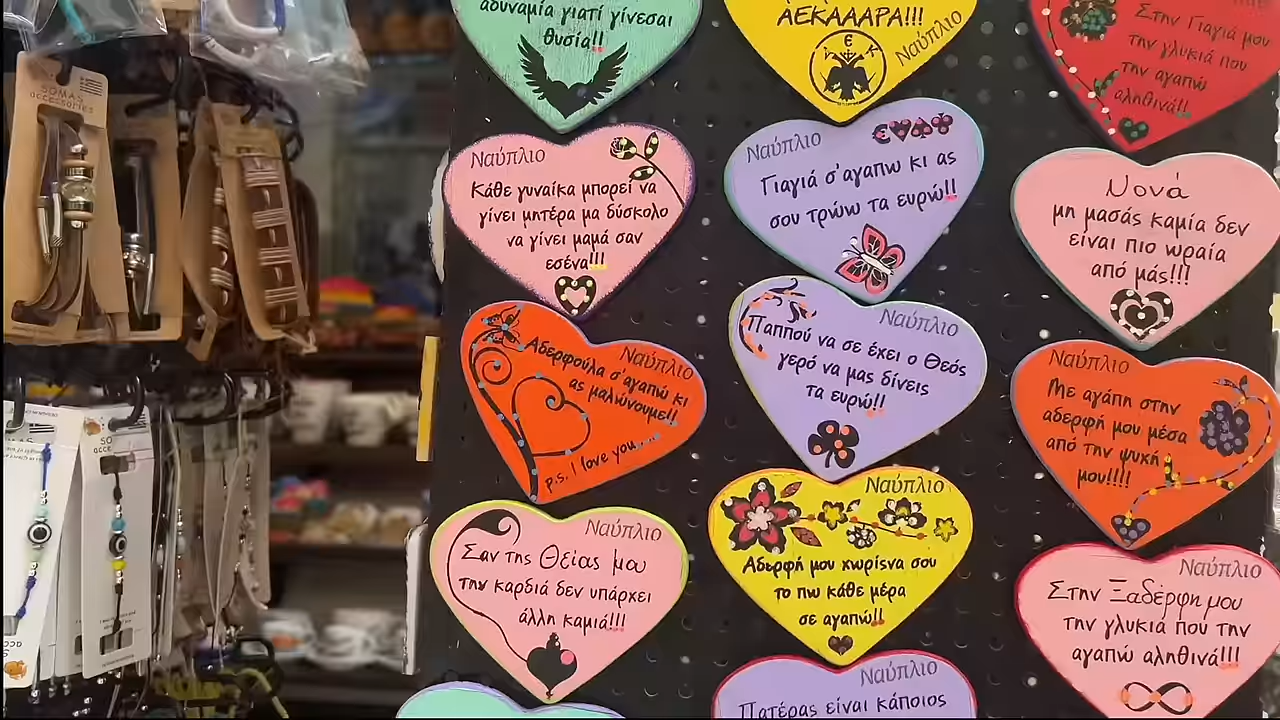 SOMA
accessories
αδυναμία γιατί γίνεσαι
θυσία!!
ΑΕΚΑΑΑΡΑ!!!
Ναύπλιο
Ε
Κ
Στην Γιαγιά μου
την γλυκιά που
την αγαπώ
αληθινά!!
Ναύπλιο
Κάθε γυναίκα μπορεί να
γίνει μητέρα μα δύσκολο
να γίνει μαμά σαν
εσένα!!!
Ναύπλιο
Γιαγιά σ'αγαπω κι ας
σου τρώω τα ευρώ!!
Νονά
μη μασάς καμία δεν
είναι πιο ωραία
από μάς!!!
Ναύπλιο
Αδερφούλα σ'αγαπώ κι
ας μαλώνουμε!!
p.s. I love you....
Ναύπλιο
Παππού να σε έχει ο Θεός
γερό να μας δίνεις
τα ευρώ!!
Ναύπλιο
Με αγάπη στην
αδερφή μου μέσα
από την ψυχή
μου!!!!
Ναύπλιο
Σαν της Θείας μου
την καρδιά δεν υπάρχει
άλλη καμιά!!!
Ναύπλιο
Αδερφή μου χωρίσνα σου
το πω κάθε μέρα
σε αγαπώ!!
Ναύπλιο
Στην Ξαδέρφη μου
την γλυκιά που την
αγαπώ αληθινά!!!
Ναύπλιο
Πατέρας είναι κάποιος